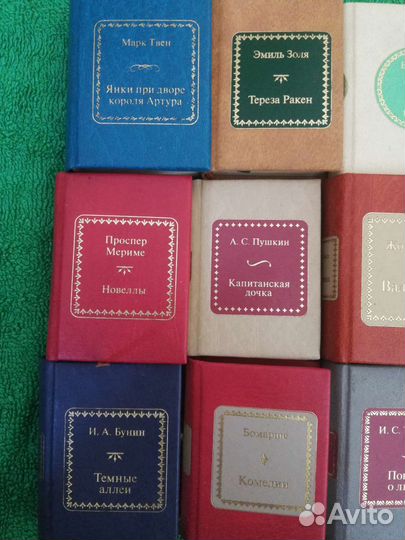 Марк Твен
Янки при дворе
короля Артура
Эмиль Золя
Тереза Ракен
Проспер
Мериме
Новеллы
А. С. Пушкин
Капитанская
дочка
И. А. Бунин
Темные
аллеи
Бомарше
Комедии
И. С.
Avito